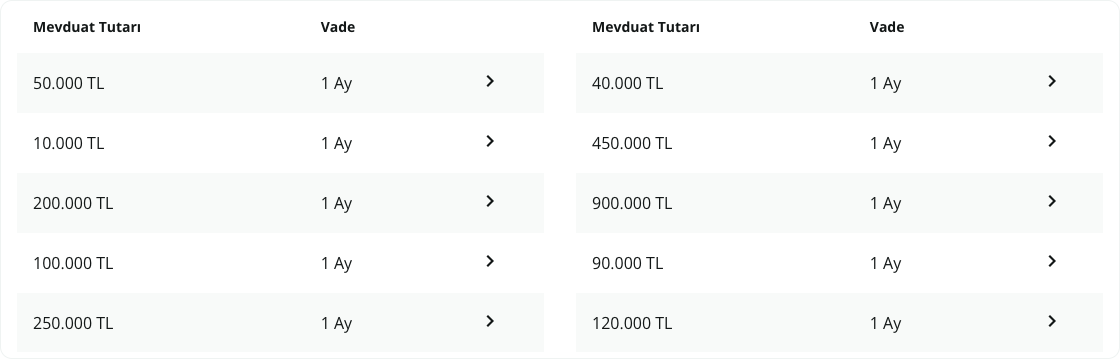 Mevduat Tutarı Vade
50.000 TL 1 Ay
10.000 TL 1 Ay
200.000 TL 1 Ay
100.000 TL 1 Ay
250.000 TL 1 Ay
Mevduat Tutarı Vade
40.000 TL 1 Ay
450.000 TL 1 Ay
900.000 TL 1 Ay
90.000 TL 1 Ay
120.000 TL 1 Ay